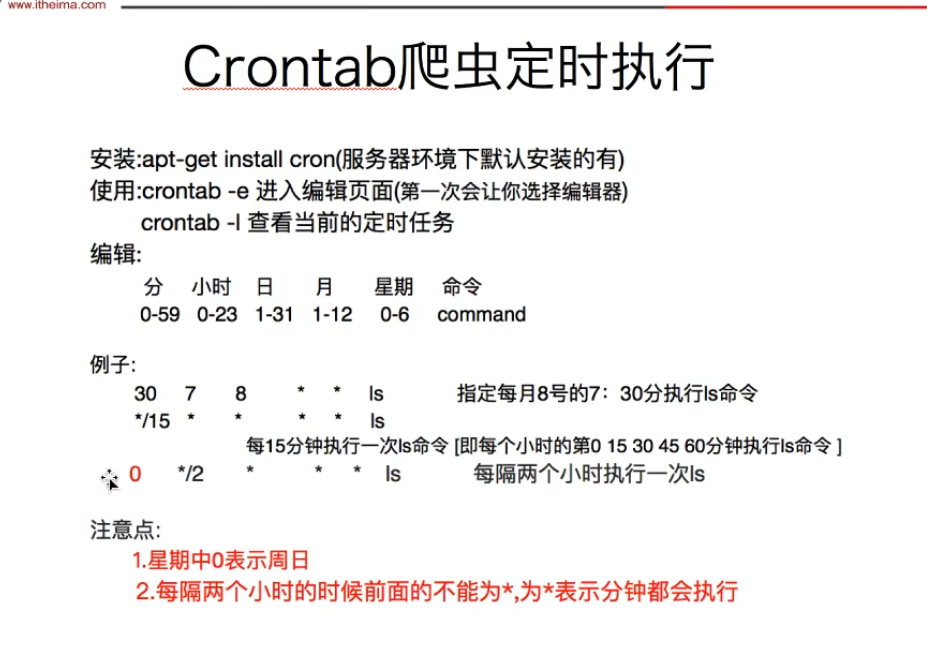 www.itheima.com
Crontab爬虫定时执行
安装:apt-get install cron(服务器环境下默认安装的有)
使用:crontab -e 进入编辑页面(第一次会让你选择编辑器)
crontab -l 查看当前的定时任务
编辑:
分 小时 日 月 星期 命令
0-59 0-23 1-31 1-12 0-6 command
例子:
30 7 8 * * ls 指定每月8号的7：30分执行ls命令
*/15 * * * * ls
每15分钟执行一次ls命令 [即每个小时的第0 15 30 45 60分钟执行ls命令 ]
0 */2 * * * ls 每隔两个小时执行一次ls
注意点:
1.星期中0表示周日
2.每隔两个小时的时候前面的不能为*,为*表示分钟都会执行